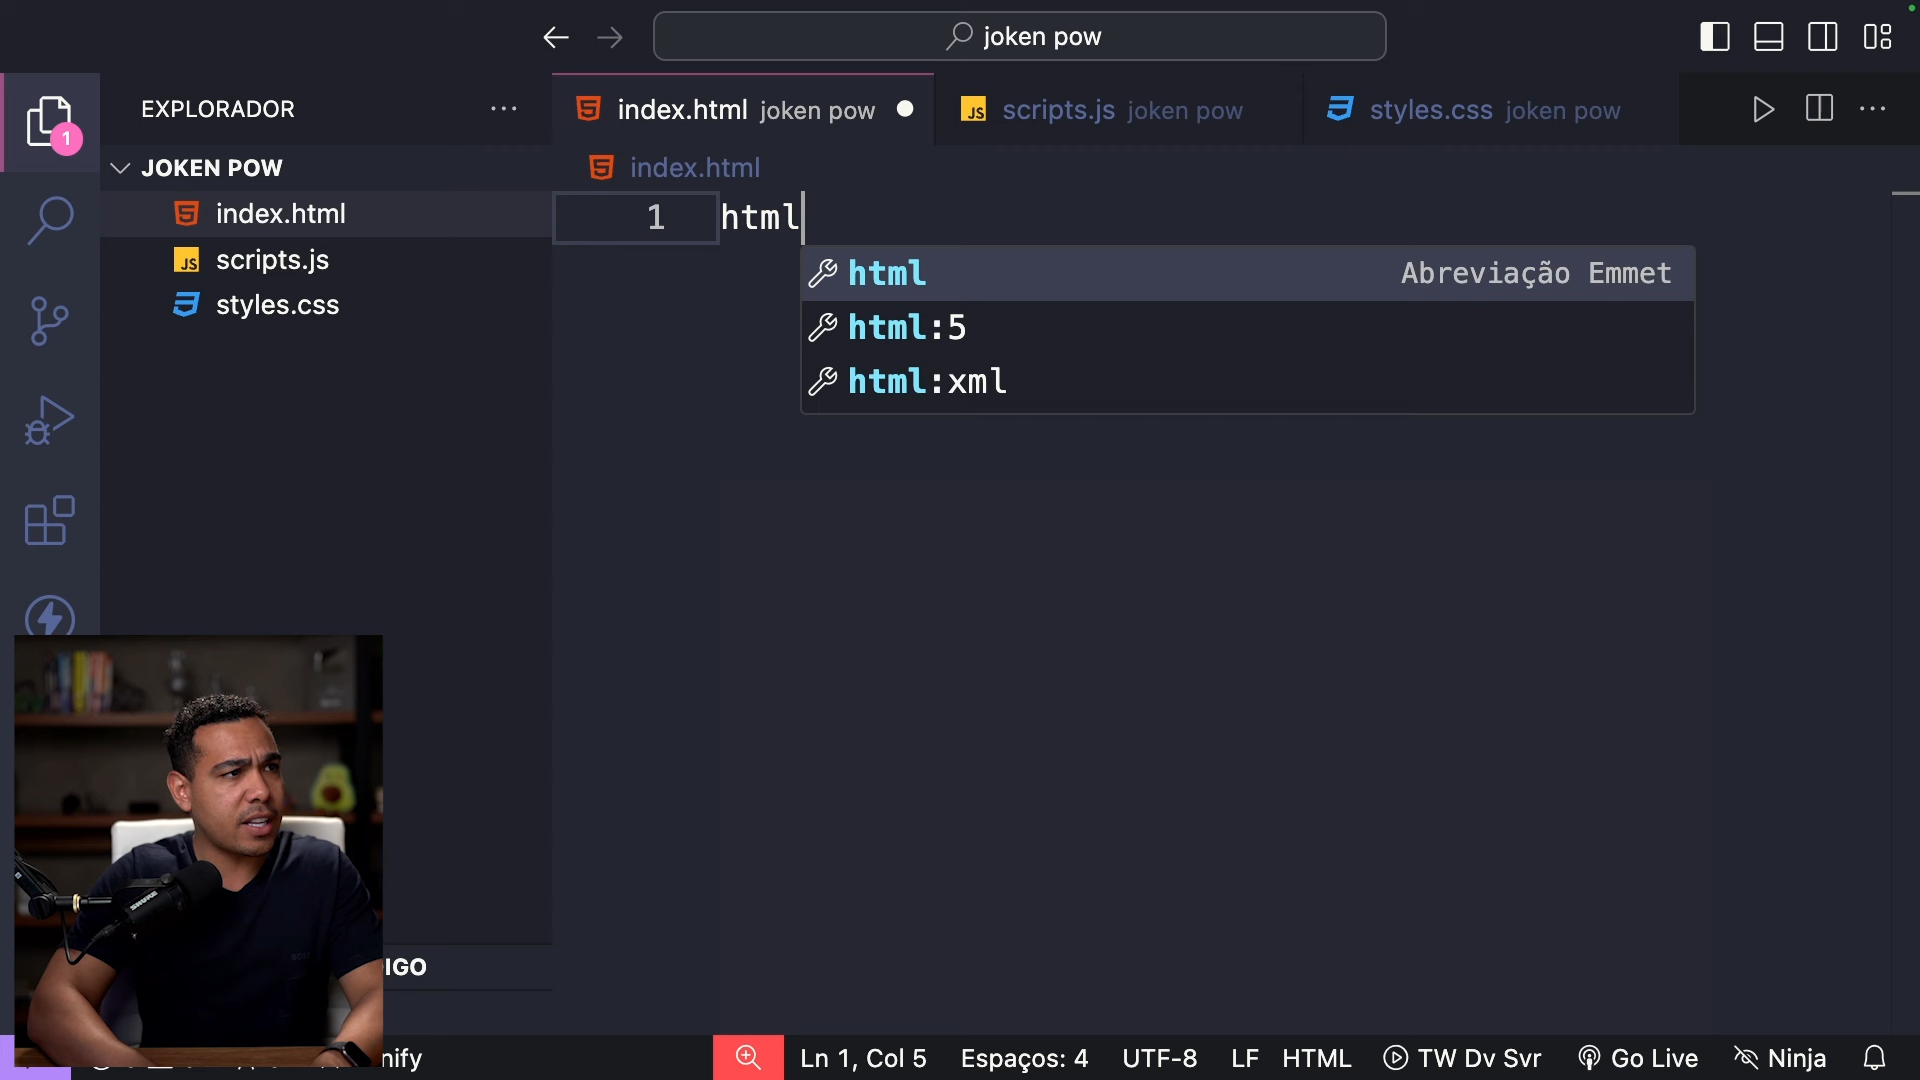 joken pow
EXPLORADOR
index.html joken pow
scripts.js joken pow
styles.css joken pow
1
JOKEN POW
index.html
index.html
scripts.js
styles.css
1
html
html Abreviação Emmet
html:5
html:xml
SHURE
IGO
nify
Ln 1, Col 5
Espaços: 4
UTF-8
LF
HTML
TW Dv Svr
Go Live
Ninja